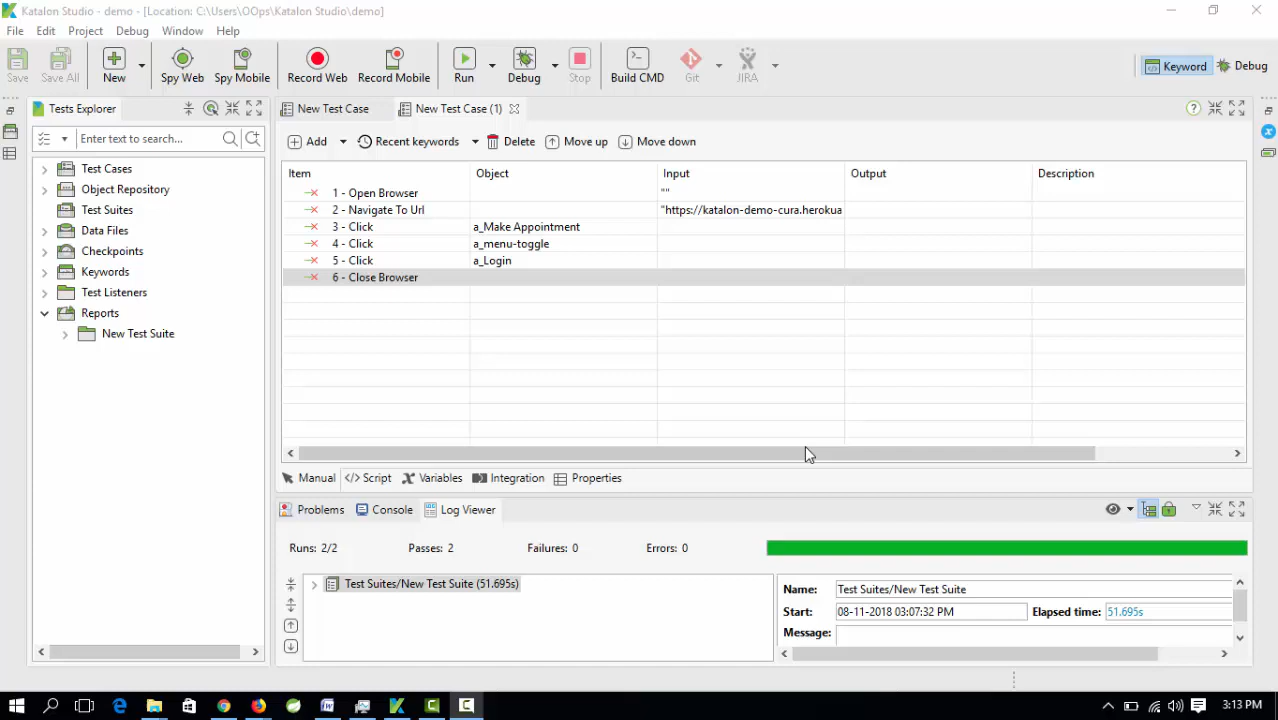 Katalon Studio - demo - [Location: C:\Users\OOps\Katalon Studio\demo]
File Edit Project Debug Window Help
Save Save All New Spy Web Spy Mobile Record Web Record Mobile Run Debug Stop Build CMD Git JIRA Keyword Debug
Tests Explorer
Enter text to search...
Test Cases
Object Repository
Test Suites
Data Files
Checkpoints
Keywords
Test Listeners
Reports
New Test Suite
New Test Case New Test Case (1)
Add Recent keywords Delete Move up Move down
Item Object Input Output Description
1 - Open Browser ""
2 - Navigate To Url "https://katalon-demo-cura.herokua
3 - Click a_Make Appointment
4 - Click a_menu-toggle
5 - Click a_Login
6 - Close Browser
Manual </> Script Variables Integration Properties
Problems Console Log Viewer
Runs: 2/2 Passes: 2 Failures: 0 Errors: 0
Test Suites/New Test Suite (51.695s)
Name: Test Suites/New Test Suite
Start: 08-11-2018 03:07:32 PM Elapsed time: 51.695s
Message:
3:13 PM